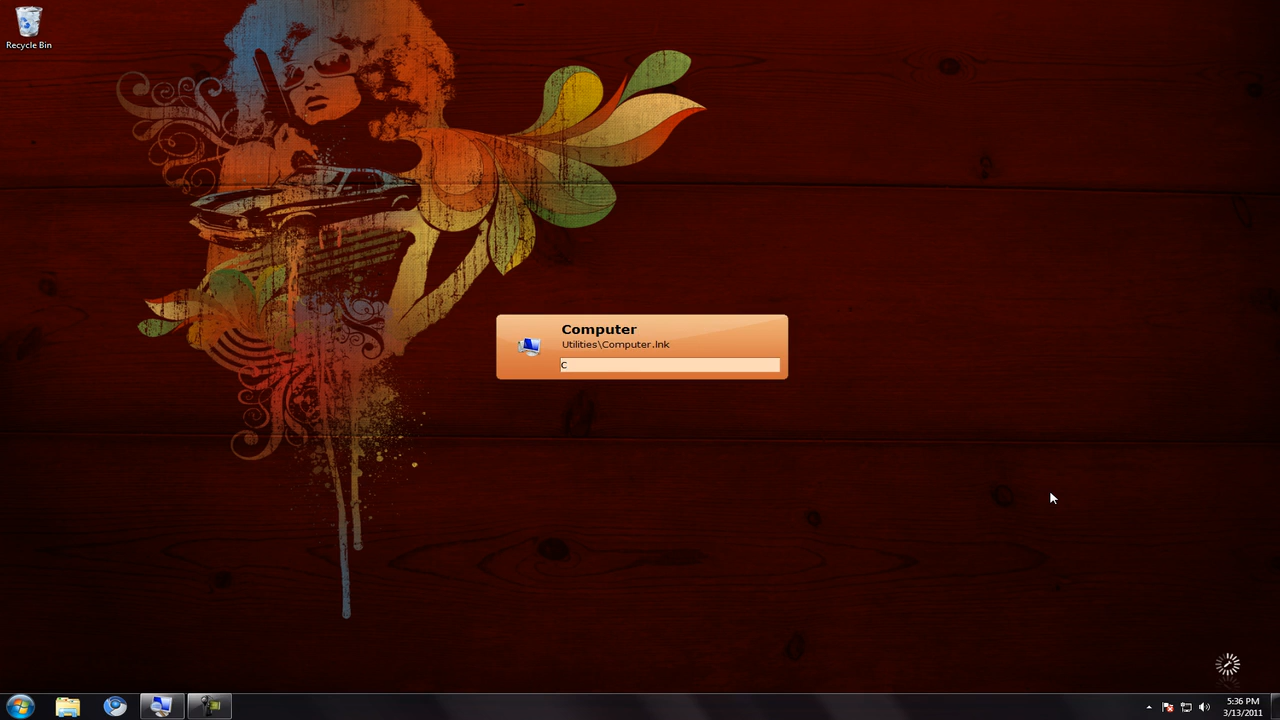 Recycle Bin
Computer
Utilities\Computer.lnk
C
5:36 PM
3/13/2011